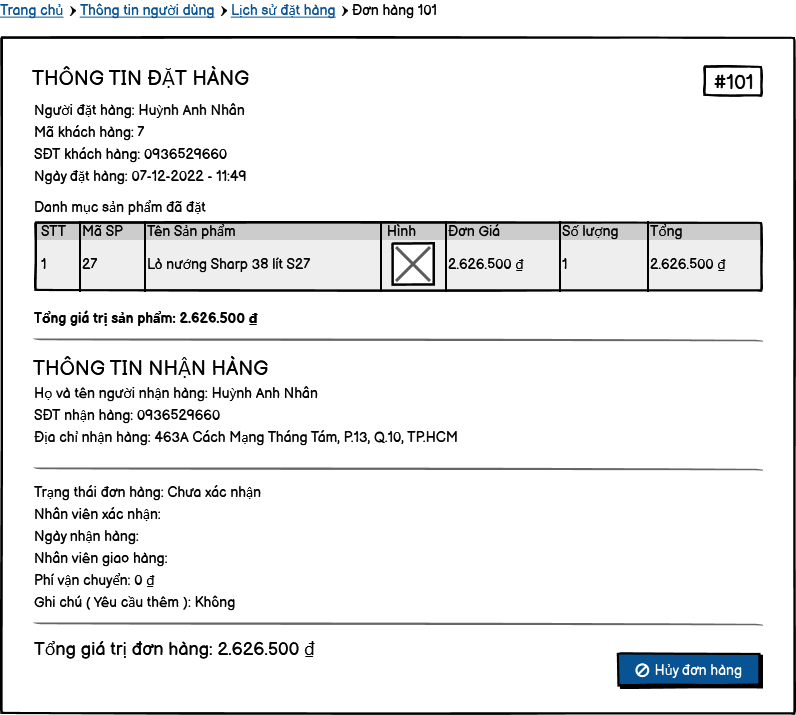 Trang chủ > Thông tin người dùng > Lịch sử đặt hàng > Đơn hàng 101
THÔNG TIN ĐẶT HÀNG
#101
Người đặt hàng: Huỳnh Anh Nhân
Mã khách hàng: 7
SĐT khách hàng: 0936529660
Ngày đặt hàng: 07-12-2022 - 11:49
Danh mục sản phẩm đã đặt
STT Mã SP Tên Sản phẩm Hình Đơn Giá Số lượng Tổng
1 27 Lò nướng Sharp 38 lít S27 2.626.500 ₫ 1 2.626.500 ₫
Tổng giá trị sản phẩm: 2.626.500 ₫
THÔNG TIN NHẬN HÀNG
Họ và tên người nhận hàng: Huỳnh Anh Nhân
SĐT nhận hàng: 0936529660
Địa chỉ nhận hàng: 463A Cách Mạng Tháng Tám, P.13, Q.10, TP.HCM
Trạng thái đơn hàng: Chưa xác nhận
Nhân viên xác nhận:
Ngày nhận hàng:
Nhân viên giao hàng:
Phí vận chuyển: 0 ₫
Ghi chú ( Yêu cầu thêm ): Không
Tổng giá trị đơn hàng: 2.626.500 ₫
Hủy đơn hàng